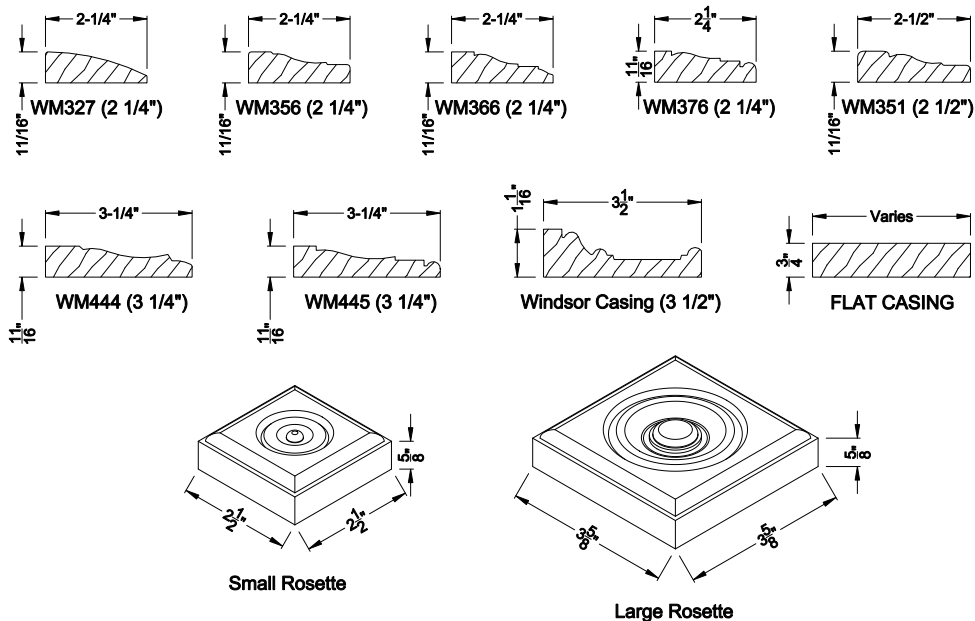 2-1/4"
2-1/4"
2-1/4"
2 1/4"
2-1/2"
11/16"
11/16"
11/16"
11/16
11/16"
WM327 (2 1/4")
WM356 (2 1/4")
WM366 (2 1/4")
WM376 (2 1/4")
WM351 (2 1/2")
3-1/4"
3-1/4"
1 1/16"
3 1/2"
Varies
3/4"
WM444 (3 1/4")
WM445 (3 1/4")
Windsor Casing (3 1/2")
FLAT CASING
11/16"
11/16"
5/8"
5/8"
2 1/2"
2 1/2"
3 5/8"
3 5/8"
Small Rosette
Large Rosette